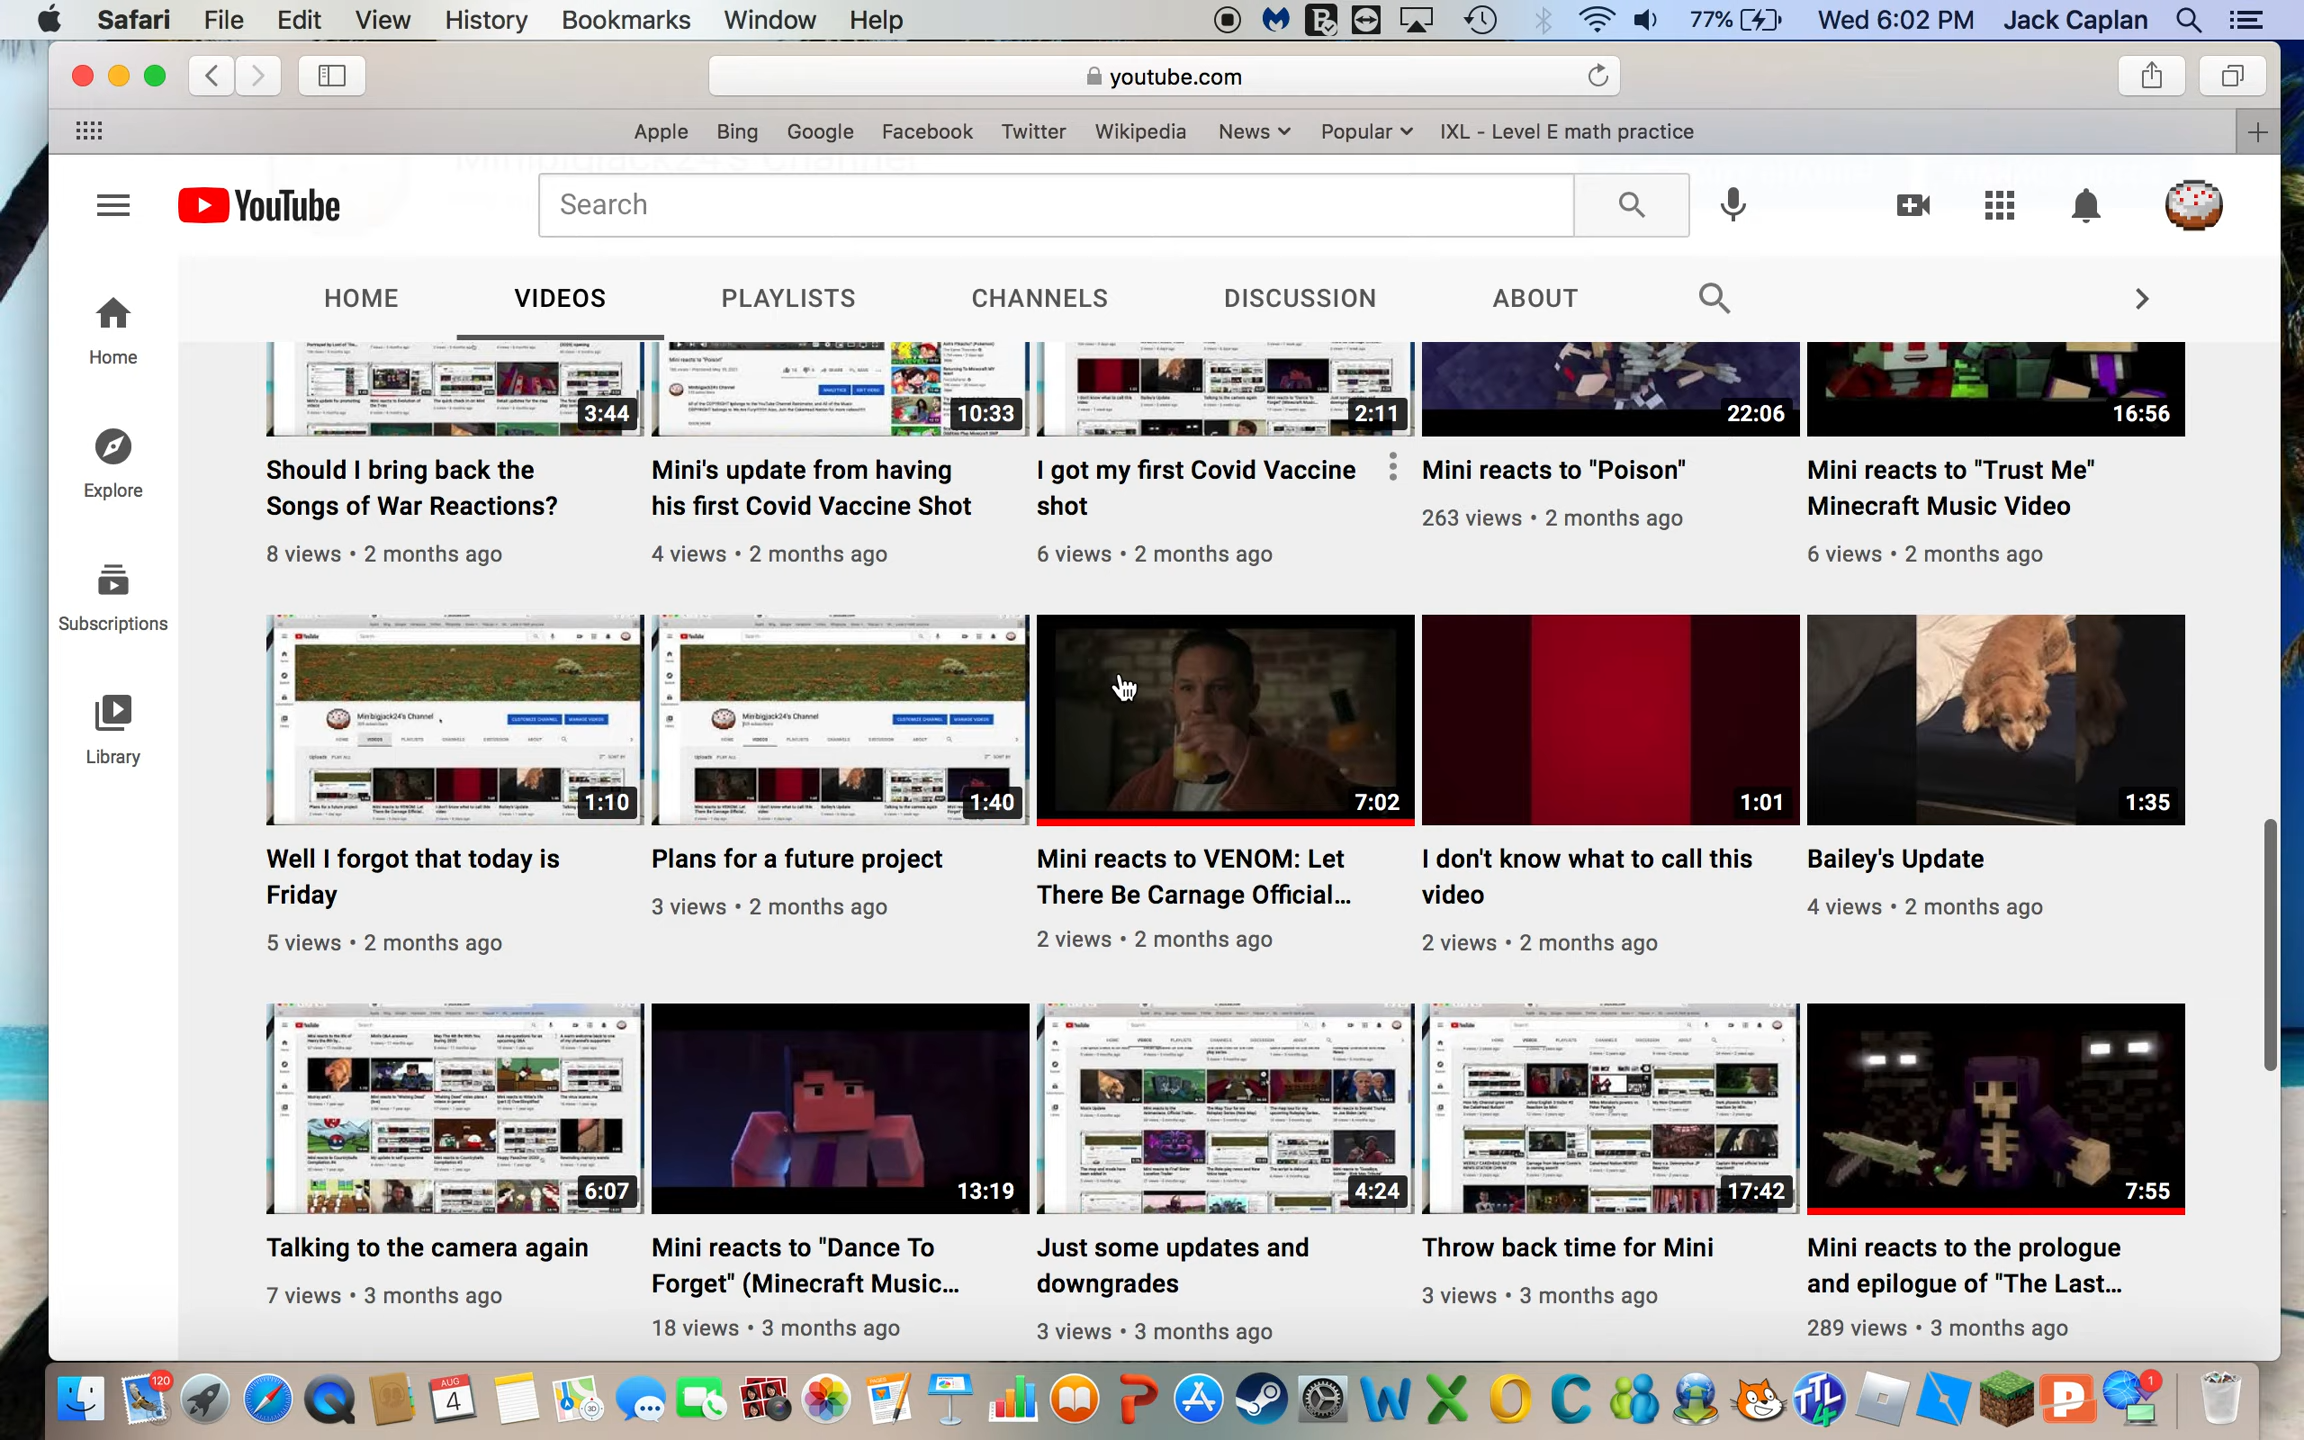 Safari File Edit View History Bookmarks Window Help 77% Wed 6:02 PM Jack Caplan
youtube.com
Apple Bing Google Facebook Twitter Wikipedia News Popular IXL - Level E math practice
YouTube Search
HOME VIDEOS PLAYLISTS CHANNELS DISCUSSION ABOUT
Home
Explore
Subscriptions
Library
3:44 10:33 2:11 22:06 16:56
Should I bring back the
Songs of War Reactions?
8 views • 2 months ago
Mini's update from having
his first Covid Vaccine Shot
4 views • 2 months ago
I got my first Covid Vaccine
shot
6 views • 2 months ago
Mini reacts to "Poison"
263 views • 2 months ago
Mini reacts to "Trust Me"
Minecraft Music Video
6 views • 2 months ago
1:10 1:40 7:02 1:01 1:35
Well I forgot that today is
Friday
5 views • 2 months ago
Plans for a future project
3 views • 2 months ago
Mini reacts to VENOM: Let
There Be Carnage Official...
2 views • 2 months ago
I don't know what to call this
video
2 views • 2 months ago
Bailey's Update
4 views • 2 months ago
6:07 13:19 4:24 17:42 7:55
Talking to the camera again
7 views • 3 months ago
Mini reacts to "Dance To
Forget" (Minecraft Music...
18 views • 3 months ago
Just some updates and
downgrades
3 views • 3 months ago
Throw back time for Mini
3 views • 3 months ago
Mini reacts to the prologue
and epilogue of "The Last...
289 views • 3 months ago
120 AUG 4 1